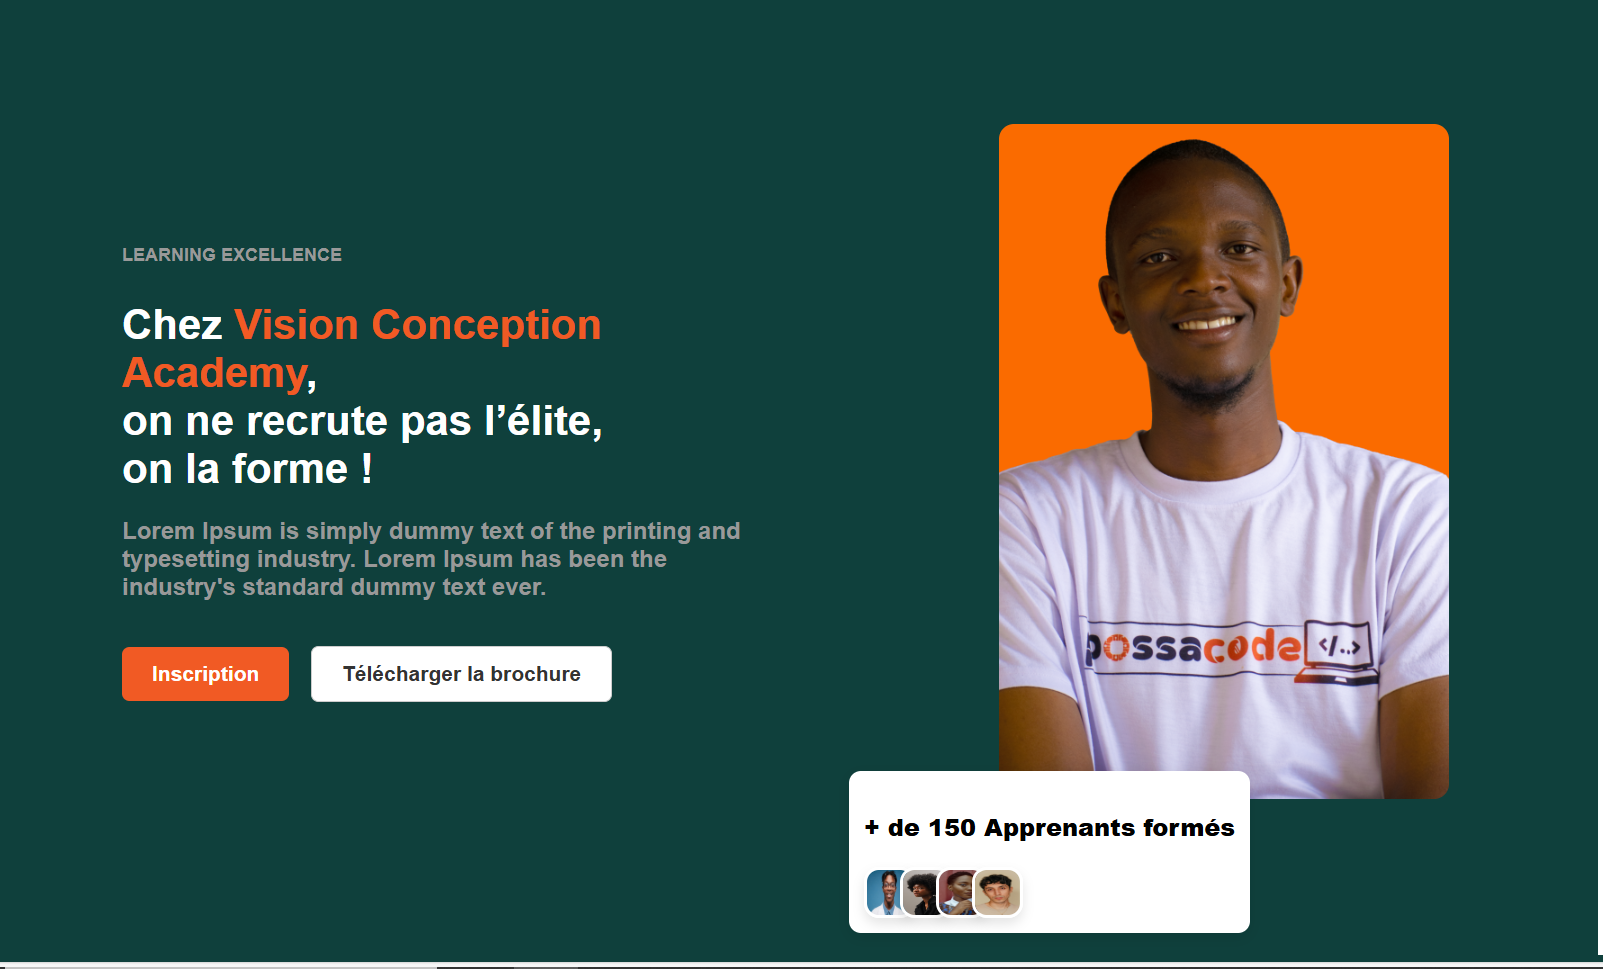 LEARNING EXCELLENCE
Chez Vision Conception
Academy,
on ne recrute pas l’élite,
on la forme !
Lorem Ipsum is simply dummy text of the printing and
typesetting industry. Lorem Ipsum has been the
industry's standard dummy text ever.
Inscription
Télécharger la brochure
possacode
</..>
+ de 150 Apprenants formés